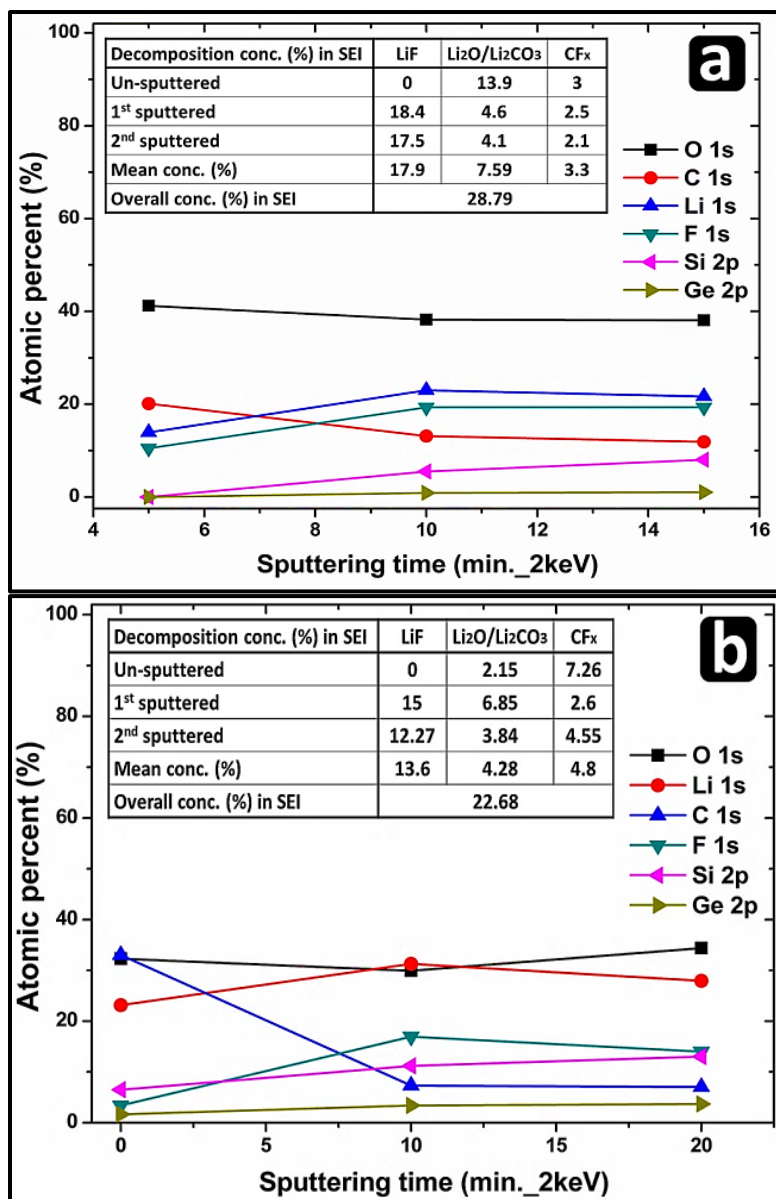 a
Decomposition conc. (%) in SEI LiF Li₂O/Li₂CO₃ CFₓ
Un-sputtered 0 13.9 3
1st sputtered 18.4 4.6 2.5
2nd sputtered 17.5 4.1 2.1
Mean conc. (%) 17.9 7.59 3.3
Overall conc. (%) in SEI 28.79
O 1s
C 1s
Li 1s
F 1s
Si 2p
Ge 2p
Atomic percent (%)
100
80
60
40
20
0
4 6 8 10 12 14 16
Sputtering time (min._2keV)
b
Decomposition conc. (%) in SEI LiF Li₂O/Li₂CO₃ CFₓ
Un-sputtered 0 2.15 7.26
1st sputtered 15 6.85 2.6
2nd sputtered 12.27 3.84 4.55
Mean conc. (%) 13.6 4.28 4.8
Overall conc. (%) in SEI 22.68
O 1s
Li 1s
C 1s
F 1s
Si 2p
Ge 2p
Atomic percent (%)
100
80
60
40
20
0
0 5 10 15 20
Sputtering time (min._2keV)